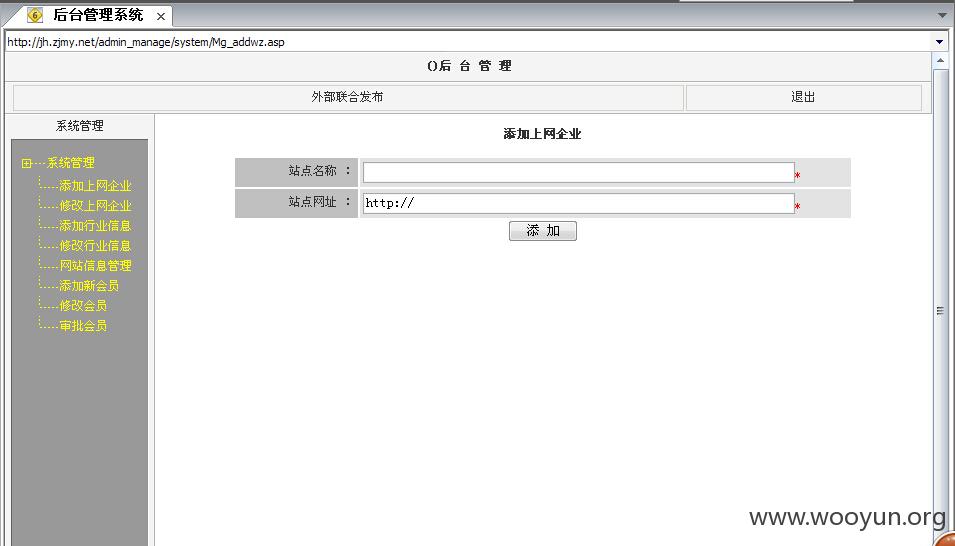 后台管理系统
http://jh.zjmy.net/admin_manage/system/Mg_addwz.asp
()后 台 管 理
外部联合发布 退出
系统管理
添加上网企业
系统管理
添加上网企业
修改上网企业
添加行业信息
修改行业信息
网站信息管理
添加新会员
修改会员
审批会员
站点名称 ： *
站点网址 ： http:// *
添 加
www.wooyun.org